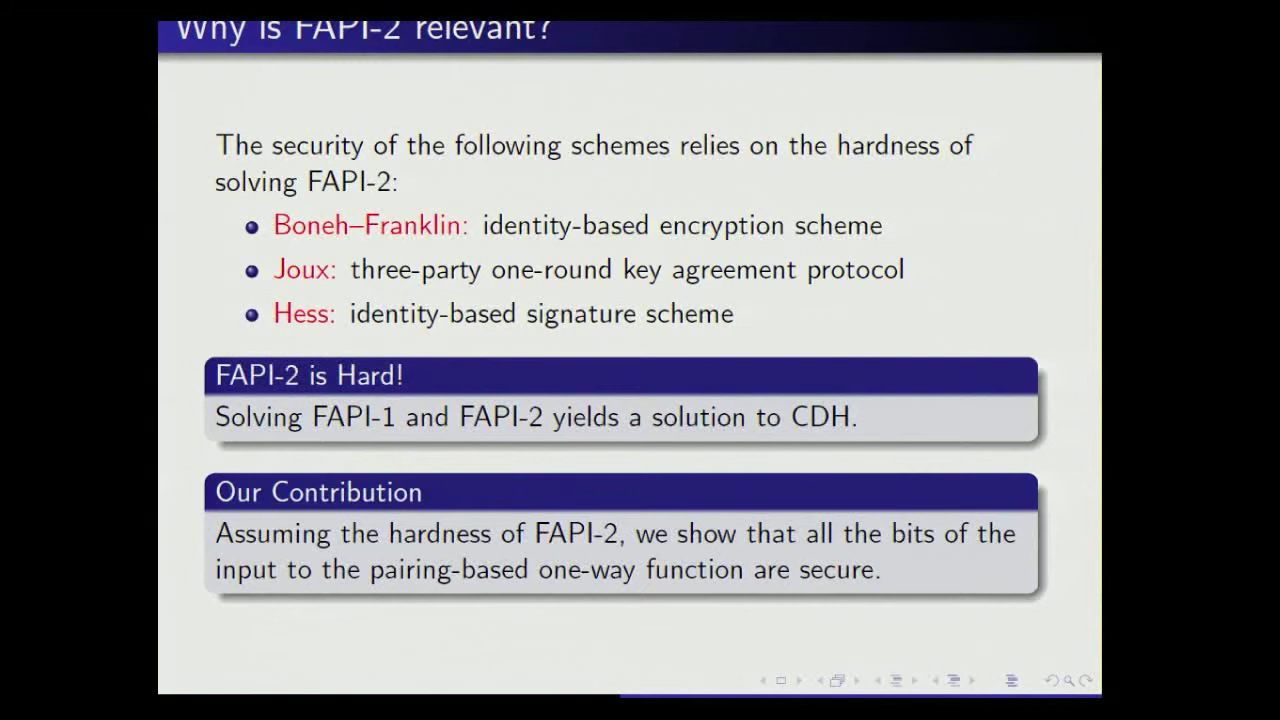 Why is FAPI-2 relevant?
The security of the following schemes relies on the hardness of
solving FAPI-2:
Boneh–Franklin: identity-based encryption scheme
Joux: three-party one-round key agreement protocol
Hess: identity-based signature scheme
FAPI-2 is Hard!
Solving FAPI-1 and FAPI-2 yields a solution to CDH.
Our Contribution
Assuming the hardness of FAPI-2, we show that all the bits of the
input to the pairing-based one-way function are secure.